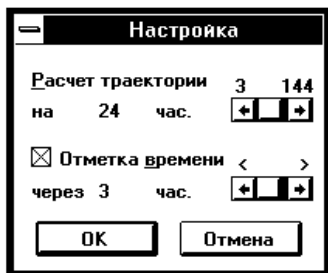 Настройка
Расчет траектории 3 144
на 24 час.
Отметка времени < >
через 3 час.
OK Отмена